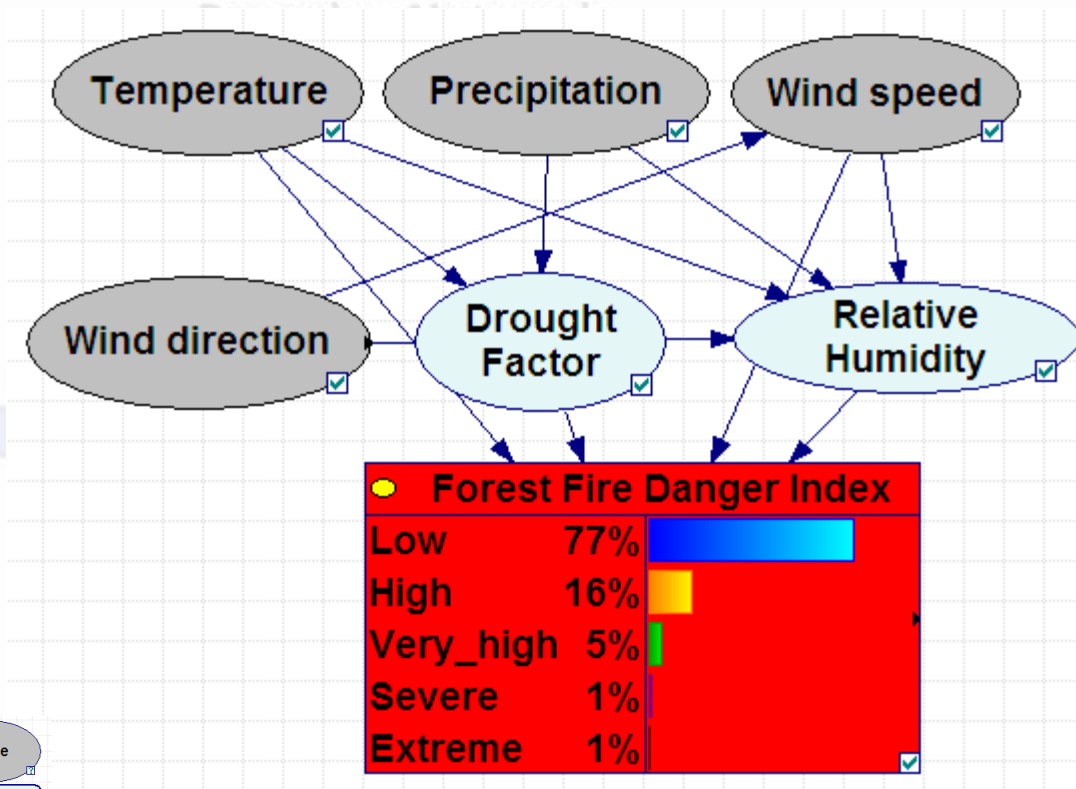 Temperature
Precipitation
Wind speed
Wind direction
Drought
Factor
Relative
Humidity
Forest Fire Danger Index
Low 77%
High 16%
Very_high 5%
Severe 1%
Extreme 1%
e